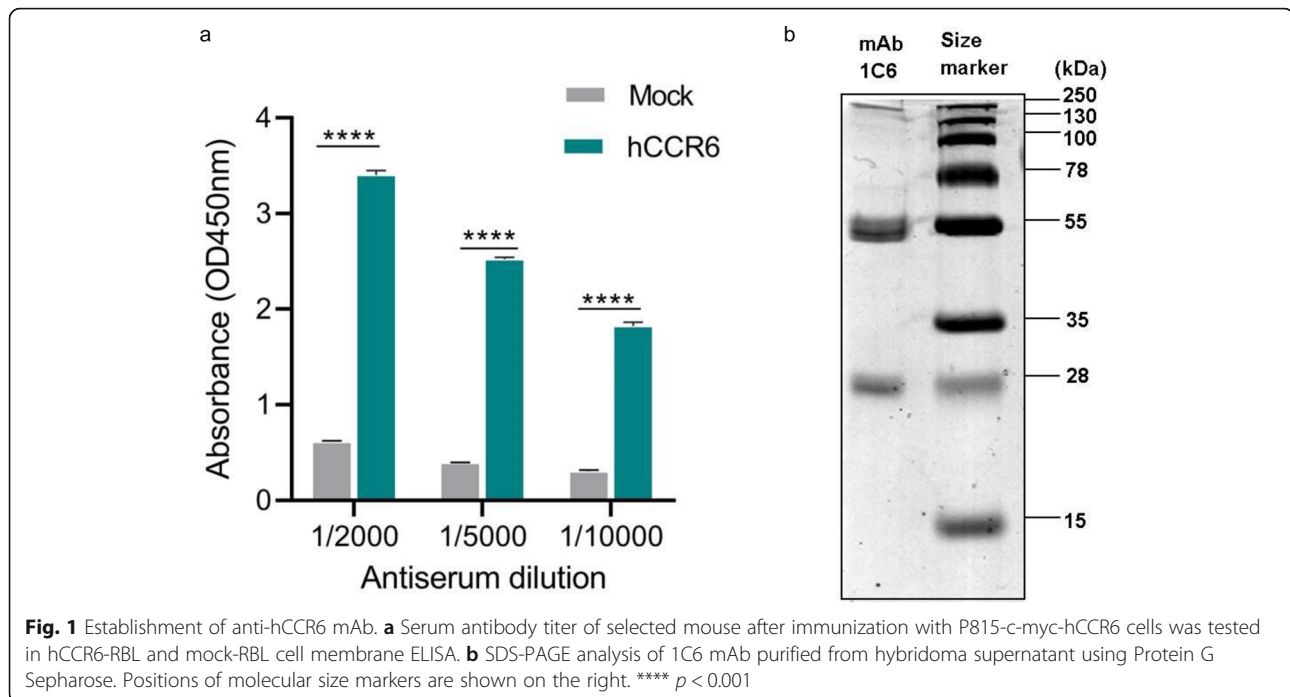 a
Mock
hCCR6
Absorbance (OD450nm)
4
3
2
1
0
****
****
****
1/2000 1/5000 1/10000
Antiserum dilution
b
mAb 1C6
Size marker
(kDa)
250
130
100
78
55
35
28
15
Fig. 1 Establishment of anti-hCCR6 mAb. a Serum antibody titer of selected mouse after immunization with P815-c-myc-hCCR6 cells was tested
in hCCR6-RBL and mock-RBL cell membrane ELISA. b SDS-PAGE analysis of 1C6 mAb purified from hybridoma supernatant using Protein G
Sepharose. Positions of molecular size markers are shown on the right. **** p < 0.001